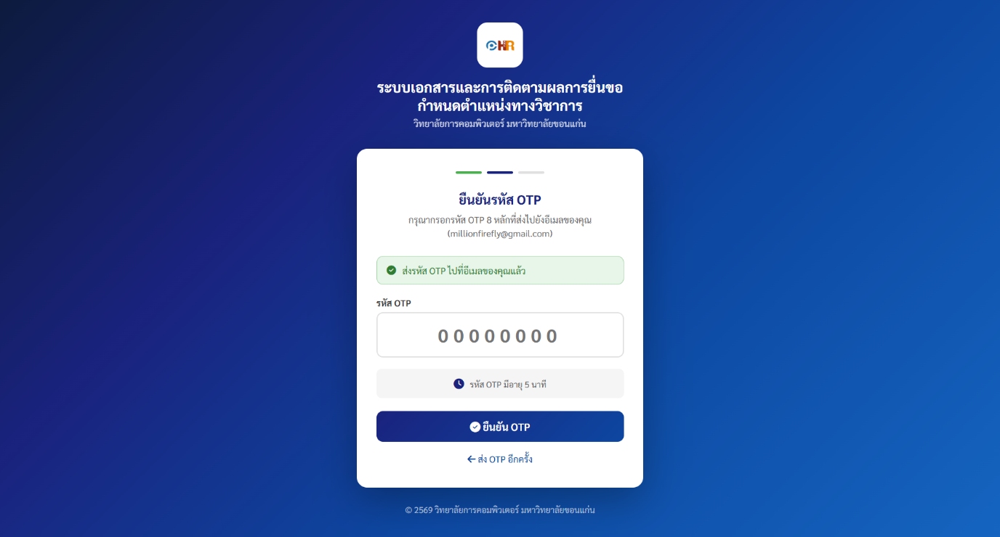 CHR
ระบบเอกสารและการติดตามผลการยื่นขอ
กำหนดตำแหน่งทางวิชาการ
วิทยาลัยการคอมพิวเตอร์ มหาวิทยาลัยขอนแก่น
ยืนยันรหัส OTP
กรุณากรอกรหัส OTP 8 หลักที่ส่งไปยังอีเมลของคุณ
(millionfirefly@gmail.com)
ส่งรหัส OTP ไปที่อีเมลของคุณแล้ว
รหัส OTP
00000000
รหัส OTP มีอายุ 5 นาที
ยืนยัน OTP
ส่ง OTP อีกครั้ง
© 2569 วิทยาลัยการคอมพิวเตอร์ มหาวิทยาลัยขอนแก่น